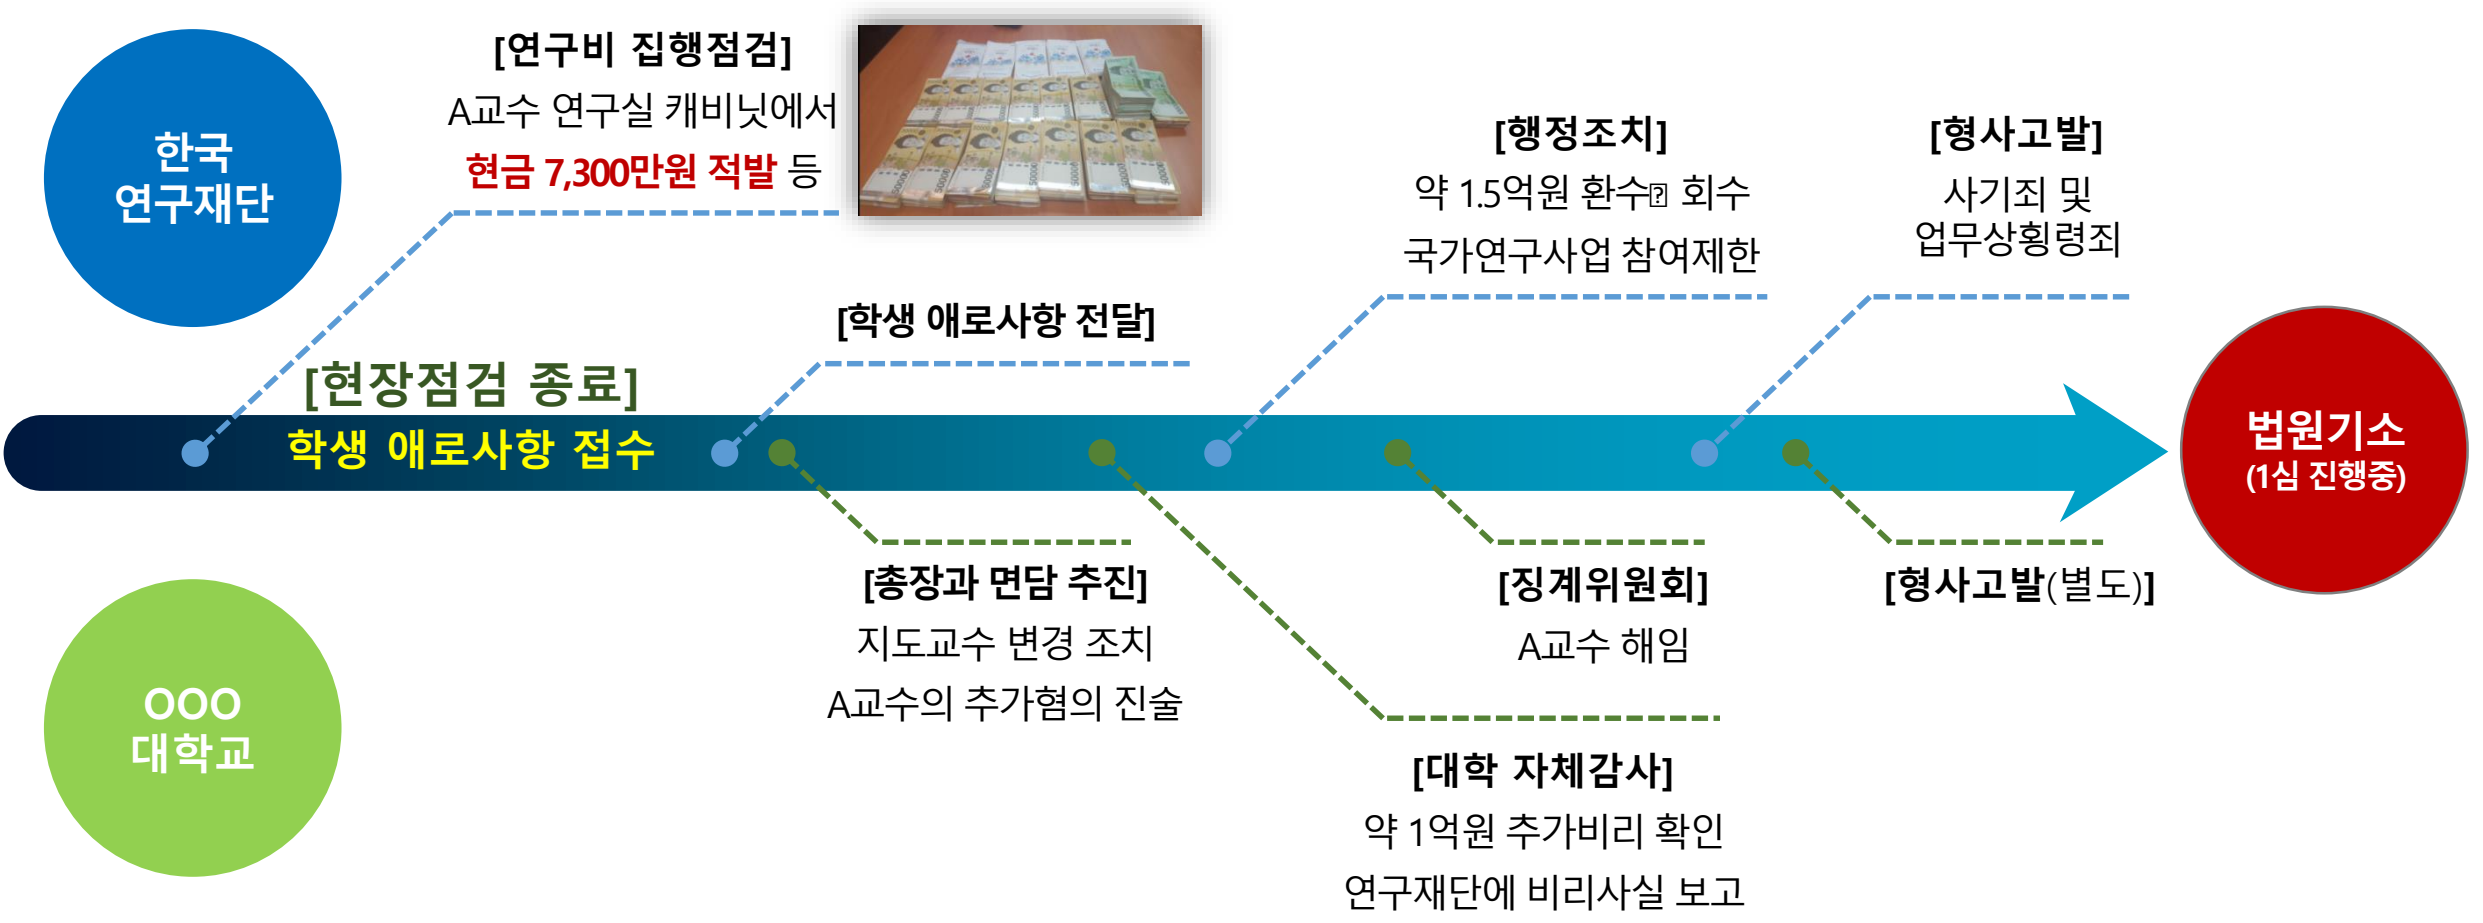 한국
연구재단
[연구비 집행점검]
A교수 연구실 캐비닛에서
현금 7,300만원 적발 등
[현장점검 종료]
학생 애로사항 접수
[학생 애로사항 전달]
[행정조치]
약 1.5억원 환수 회수
국가연구사업 참여제한
[형사고발]
사기죄 및
업무상횡령죄
법원기소
(1심 진행중)
OOO
대학교
[총장과 면담 추진]
지도교수 변경 조치
A교수의 추가혐의 진술
[대학 자체감사]
약 1억원 추가비리 확인
연구재단에 비리사실 보고
[징계위원회]
A교수 해임
[형사고발(별도)]